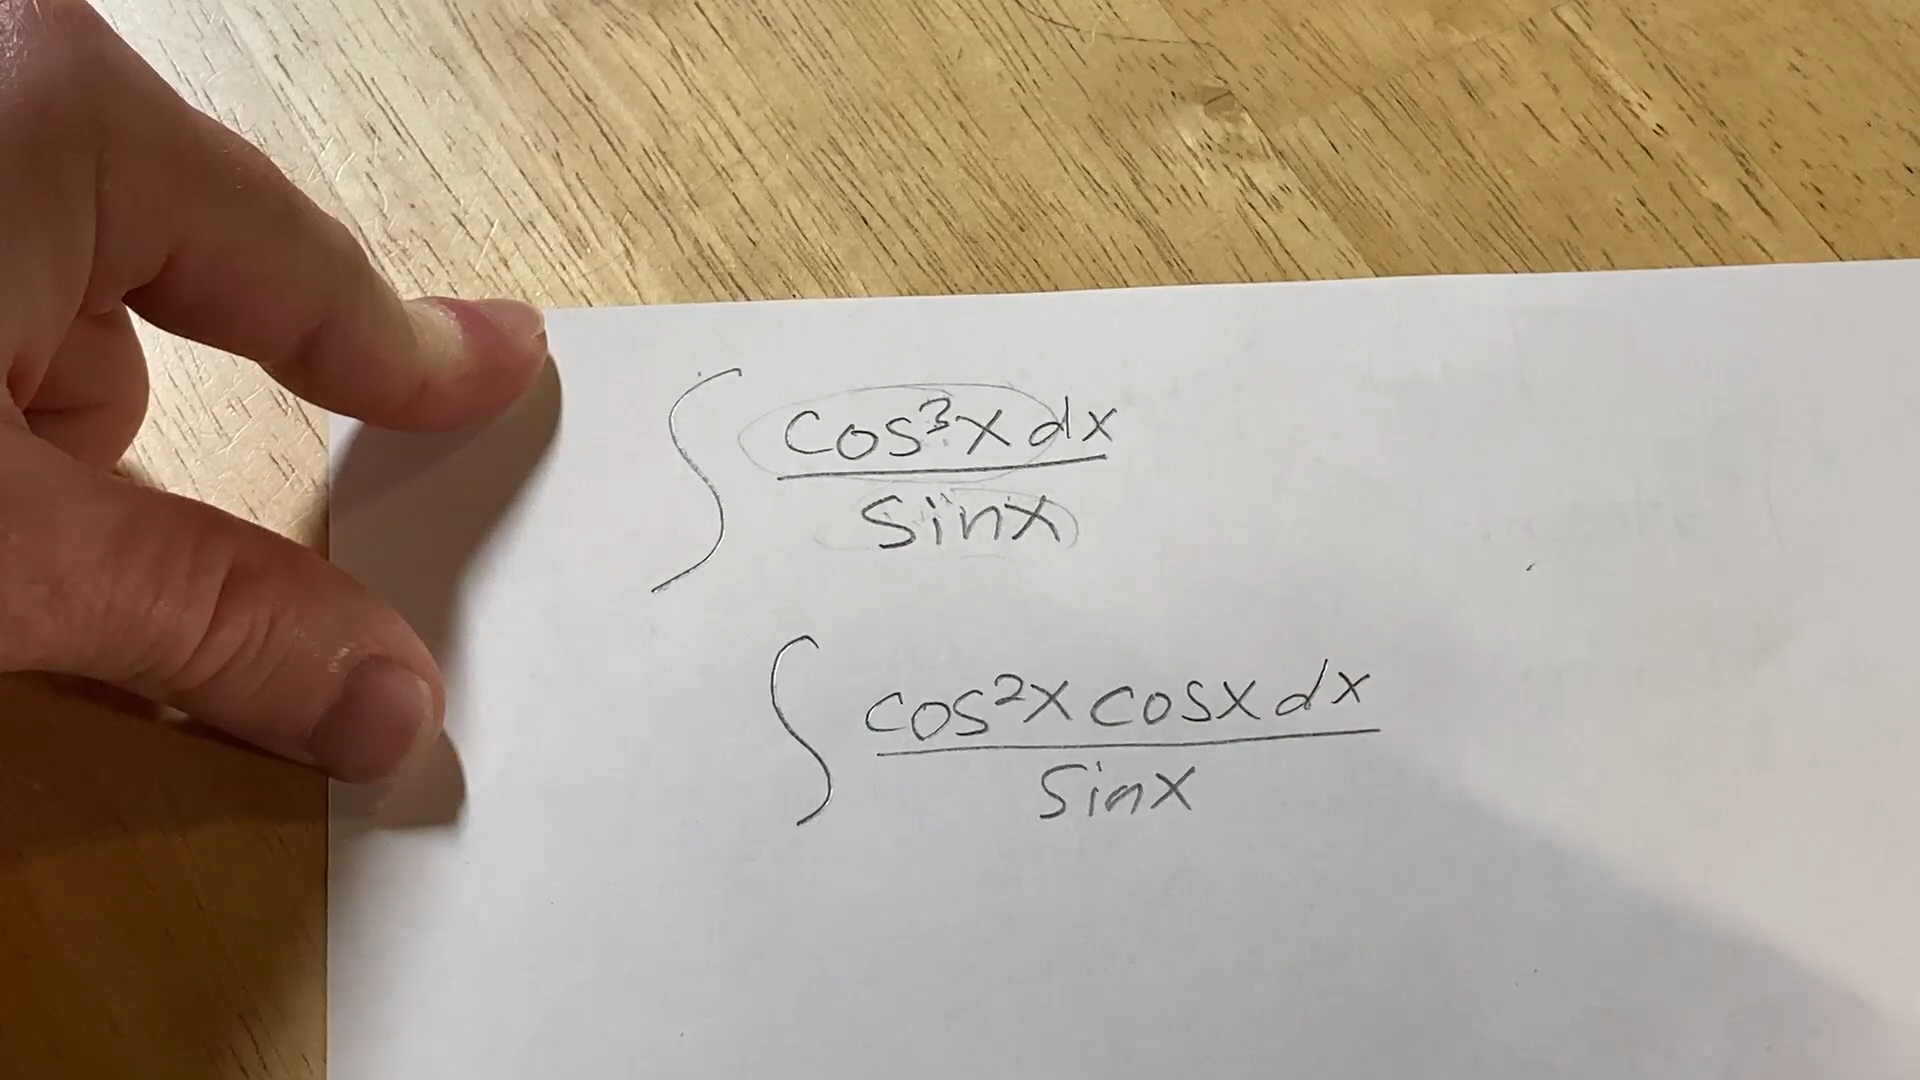 ∫ cos³x dx / sinx
∫ cos²x cosx dx / sinx